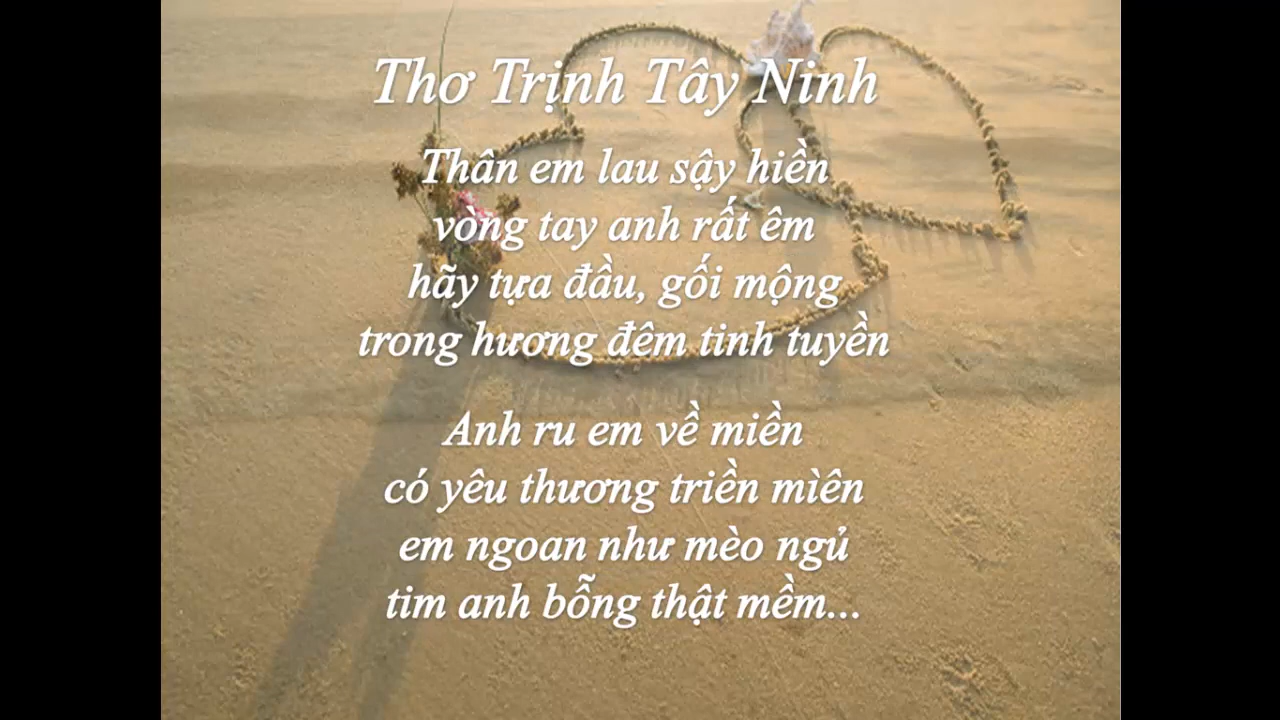 Thơ Trịnh Tây Ninh
Thân em lau sậy hiền
vòng tay anh rất êm
hãy tựa đầu, gối mộng
trong hương đêm tinh tuyền
Anh ru em về miền
có yêu thương triền mìên
em ngoan như mèo ngủ
tim anh bỗng thật mềm...